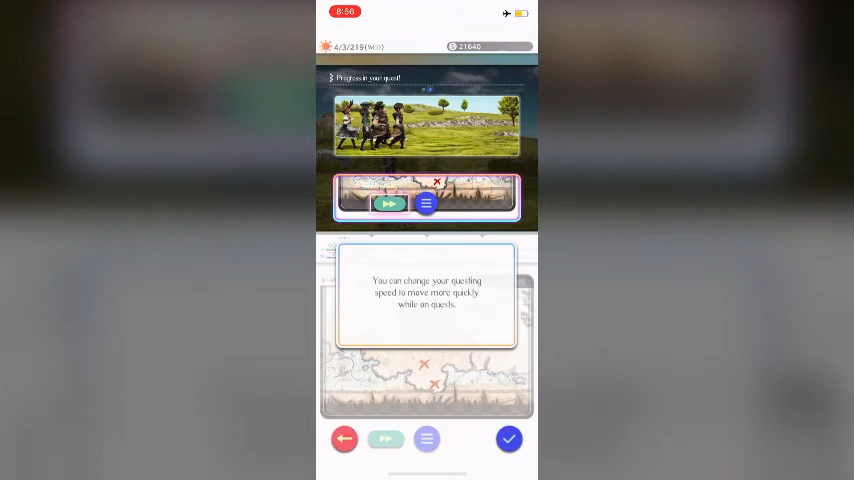 8:56
4/3/219(WED)
21640
Progress in your quest!
You can change your questing
speed to move more quickly
while on quests.